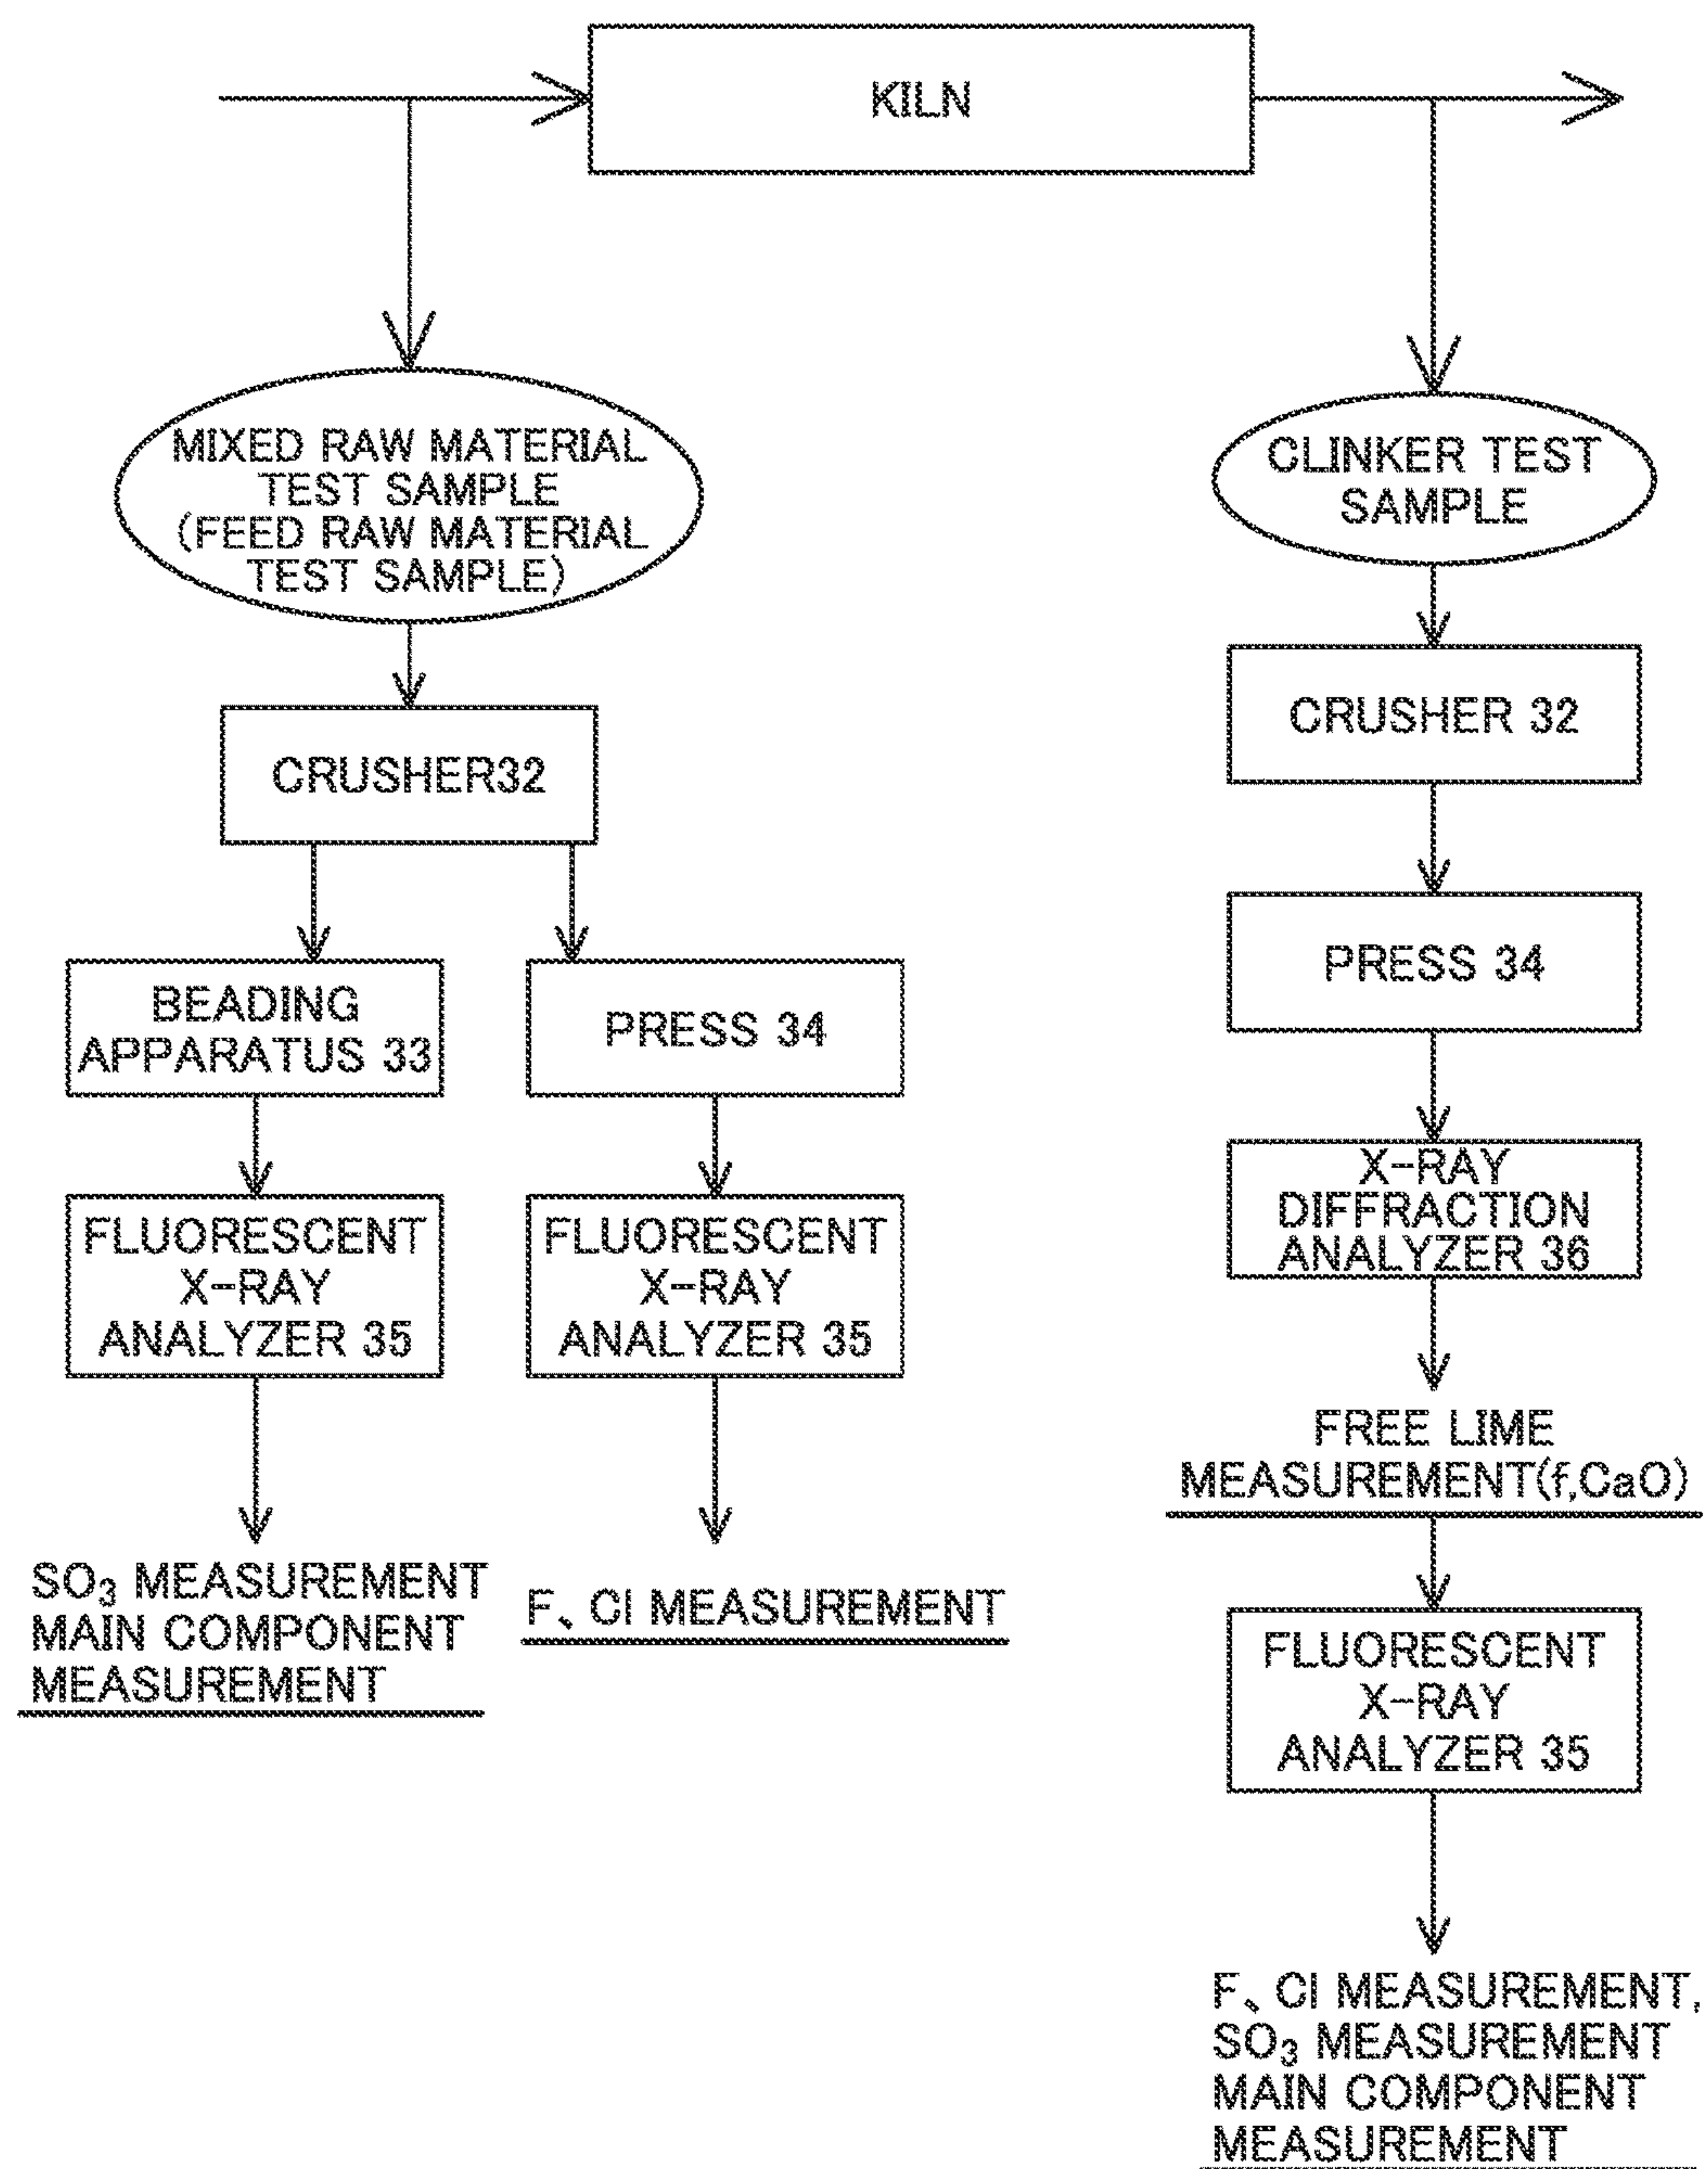 KILN
MIXED RAW MATERIAL
TEST SAMPLE
(FEED RAW MATERIAL
TEST SAMPLE)
CRUSHER32
BEADING
APPARATUS 33
PRESS 34
FLUORESCENT
X-RAY
ANALYZER 35
FLUORESCENT
X-RAY
ANALYZER 35
SO₃ MEASUREMENT
MAIN COMPONENT
MEASUREMENT
F、Cl MEASUREMENT
CLINKER TEST
SAMPLE
CRUSHER 32
PRESS 34
X-RAY
DIFFRACTION
ANALYZER 36
FREE LIME
MEASUREMENT(f,CaO)
FLUORESCENT
X-RAY
ANALYZER 35
F、Cl MEASUREMENT,
SO₃ MEASUREMENT
MAIN COMPONENT
MEASUREMENT